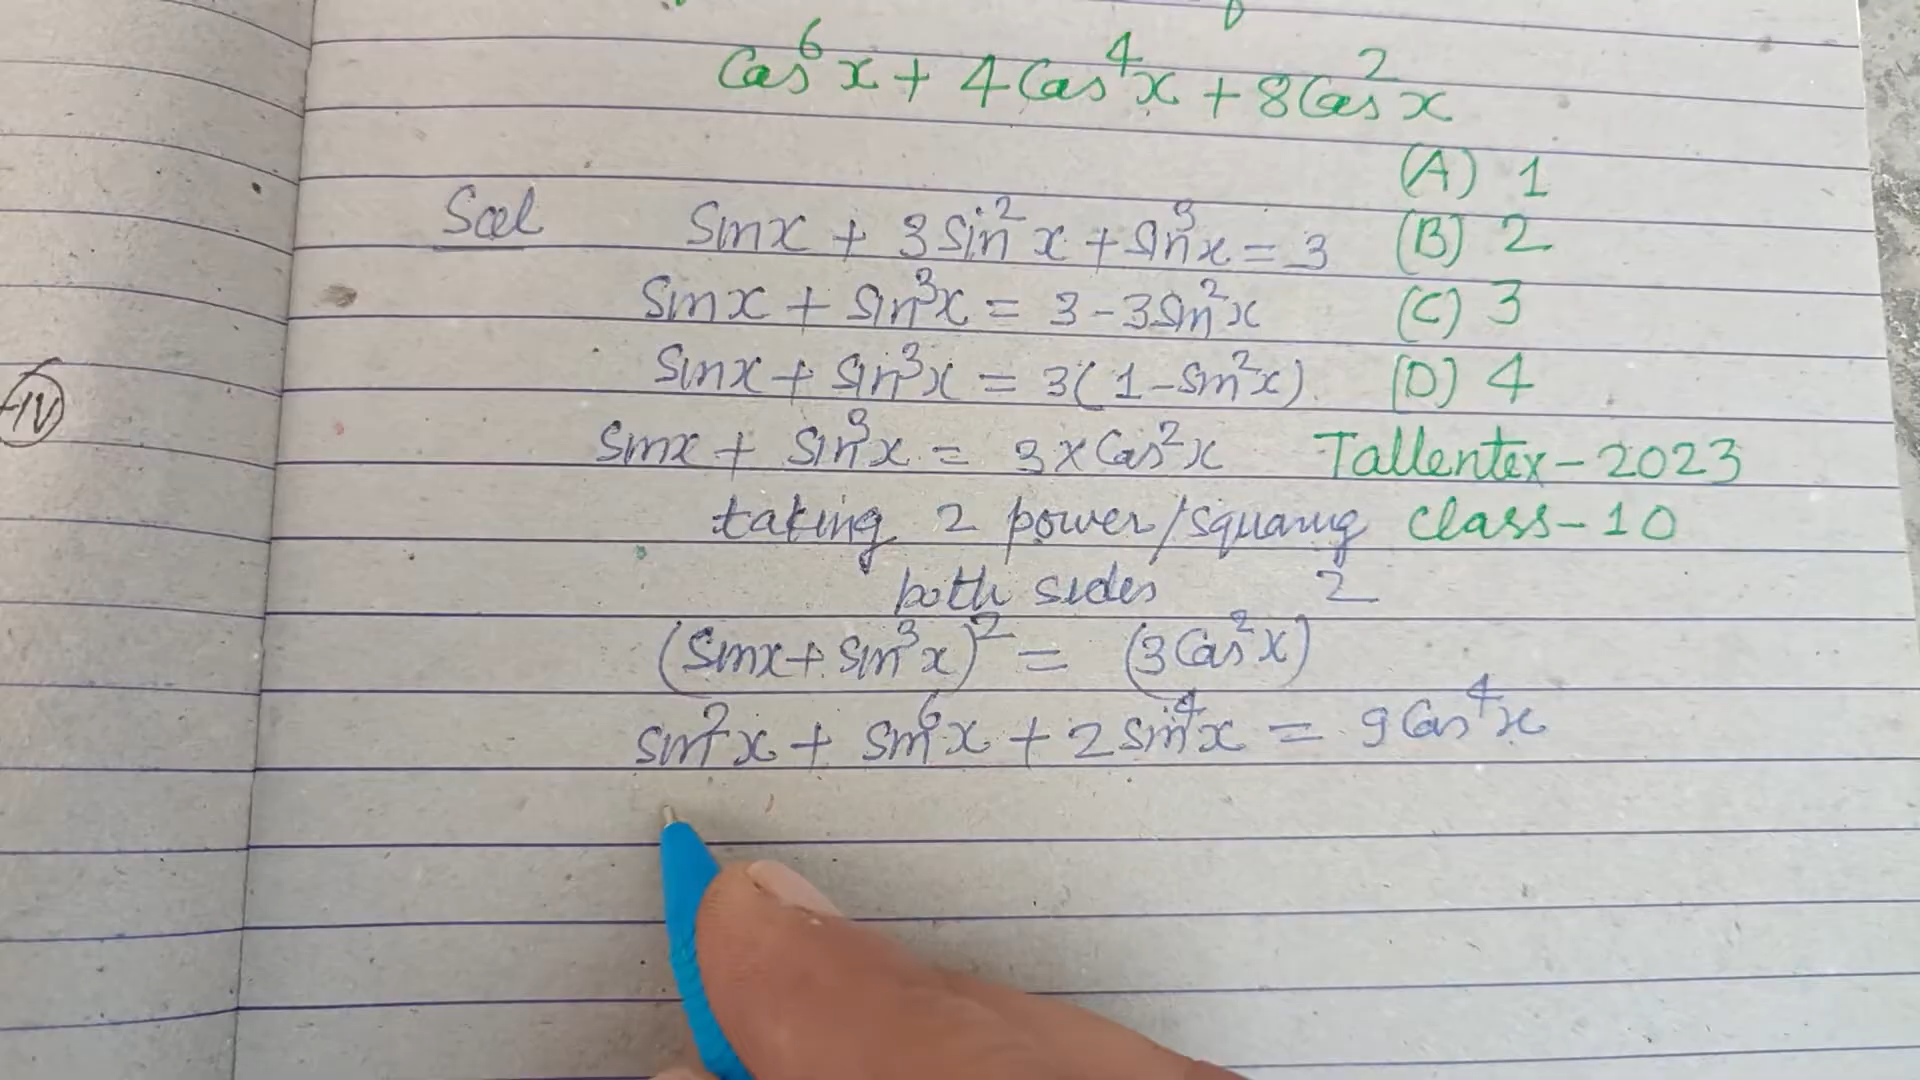 Cos⁶x + 4Cos⁴x + 8Cos²x
(A) 1
Sol Sinx + 3Sin²x + Sin³x = 3 (B) 2
Sinx + Sin³x = 3 - 3Sin²x (C) 3
Sinx + Sin³x = 3(1 - Sin²x) (D) 4
Sinx + Sin³x = 3xCos²x Tallentex-2023
taking 2 power/squaring class-10
both sides
(Sinx + Sin³x)² = (3Cos²x)²
Sin²x + Sin⁶x + 2Sin⁴x = 9Cos⁴x
IV